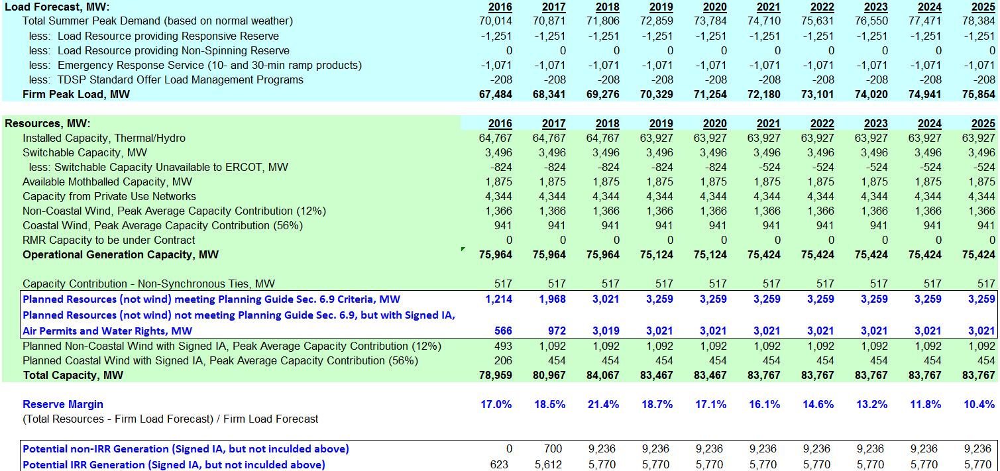 Load Forecast, MW: 2016 2017 2018 2019 2020 2021 2022 2023 2024 2025
Total Summer Peak Demand (based on normal weather) 70,014 70,871 71,806 72,859 73,784 74,710 75,631 76,550 77,471 78,384
less: Load Resource providing Responsive Reserve -1,251 -1,251 -1,251 -1,251 -1,251 -1,251 -1,251 -1,251 -1,251 -1,251
less: Load Resource providing Non-Spinning Reserve 0 0 0 0 0 0 0 0 0 0
less: Emergency Response Service (10- and 30-min ramp products) -1,071 -1,071 -1,071 -1,071 -1,071 -1,071 -1,071 -1,071 -1,071 -1,071
less: TDSP Standard Offer Load Management Programs -208 -208 -208 -208 -208 -208 -208 -208 -208 -208
Firm Peak Load, MW 67,484 68,341 69,276 70,329 71,254 72,180 73,101 74,020 74,941 75,854
Resources, MW: 2016 2017 2018 2019 2020 2021 2022 2023 2024 2025
Installed Capacity, Thermal/Hydro 64,767 64,767 64,767 63,927 63,927 63,927 63,927 63,927 63,927 63,927
Switchable Capacity, MW 3,496 3,496 3,496 3,496 3,496 3,496 3,496 3,496 3,496 3,496
less: Switchable Capacity Unavailable to ERCOT, MW -824 -824 -824 -824 -824 -524 -524 -524 -524 -524
Available Mothballed Capacity, MW 1,875 1,875 1,875 1,875 1,875 1,875 1,875 1,875 1,875 1,875
Capacity from Private Use Networks 4,344 4,344 4,344 4,344 4,344 4,344 4,344 4,344 4,344 4,344
Non-Coastal Wind, Peak Average Capacity Contribution (12%) 1,366 1,366 1,366 1,366 1,366 1,366 1,366 1,366 1,366 1,366
Coastal Wind, Peak Average Capacity Contribution (56%) 941 941 941 941 941 941 941 941 941 941
RMR Capacity to be under Contract 0 0 0 0 0 0 0 0 0 0
Operational Generation Capacity, MW 75,964 75,964 75,964 75,124 75,124 75,424 75,424 75,424 75,424 75,424
Capacity Contribution - Non-Synchronous Ties, MW 517 517 517 517 517 517 517 517 517 517
Planned Resources (not wind) meeting Planning Guide Sec. 6.9 Criteria, MW 1,214 1,968 3,021 3,259 3,259 3,259 3,259 3,259 3,259 3,259
Planned Resources (not wind) not meeting Planning Guide Sec. 6.9, but with Signed IA,
Air Permits and Water Rights, MW 566 972 3,019 3,021 3,021 3,021 3,021 3,021 3,021 3,021
Planned Non-Coastal Wind with Signed IA, Peak Average Capacity Contribution (12%) 493 1,092 1,092 1,092 1,092 1,092 1,092 1,092 1,092 1,092
Planned Coastal Wind with Signed IA, Peak Average Capacity Contribution (56%) 206 454 454 454 454 454 454 454 454 454
Total Capacity, MW 78,959 80,967 84,067 83,467 83,467 83,767 83,767 83,767 83,767 83,767
Reserve Margin 17.0% 18.5% 21.4% 18.7% 17.1% 16.1% 14.6% 13.2% 11.8% 10.4%
(Total Resources - Firm Load Forecast) / Firm Load Forecast
Potential non-IRR Generation (Signed IA, but not inculded above) 0 700 9,236 9,236 9,236 9,236 9,236 9,236 9,236 9,236
Potential IRR Generation (Signed IA, but not inculded above) 623 5,612 5,770 5,770 5,770 5,770 5,770 5,770 5,770 5,770